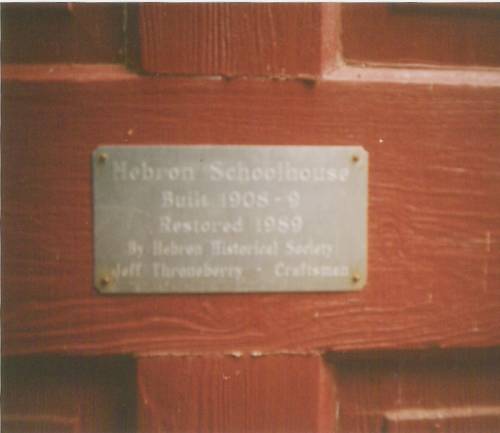 Hebron Schoolhouse
Built 1908-9
Restored 1989
By Hebron Historical Society
Jeff Throneberry - Craftsman